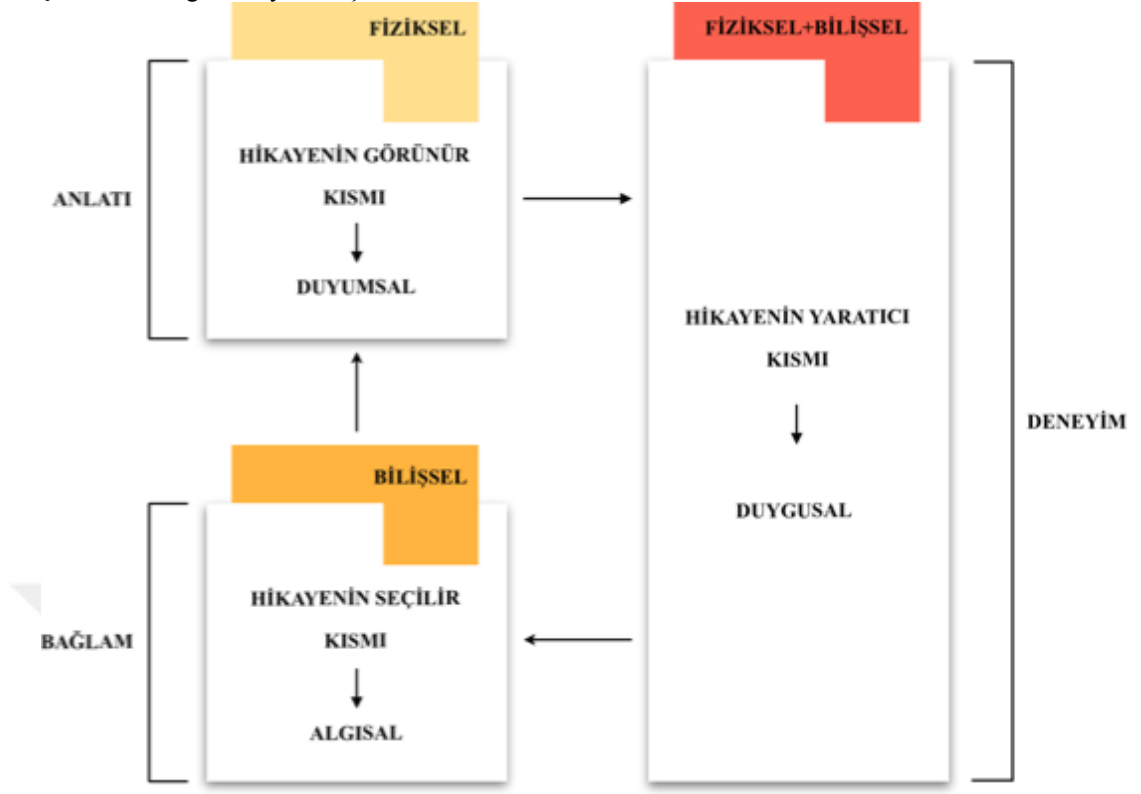 FİZİKSEL
HİKAYENİN GÖRÜNÜR
KISMI
DUYUMSAL
ANLATI
FİZİKSEL+BİLİŞSEL
HİKAYENİN YARATICI
KISMI
DUYGUSAL
DENEYİM
BİLİŞSEL
HİKAYENİN SEÇİLİR
KISMI
ALGISAL
BAĞLAM